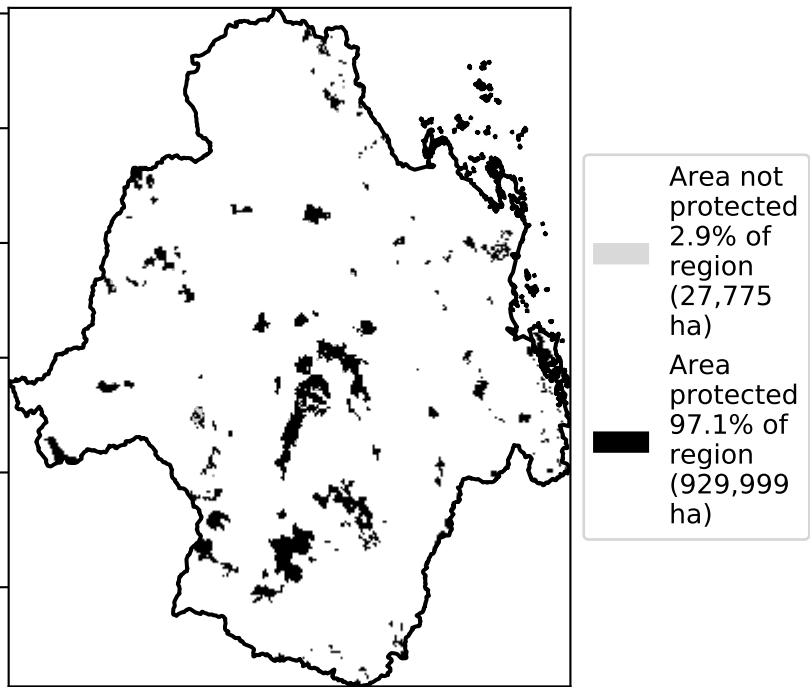 Area not
protected
2.9% of
region
(27,775
ha)
Area
protected
97.1% of
region
(929,999
ha)